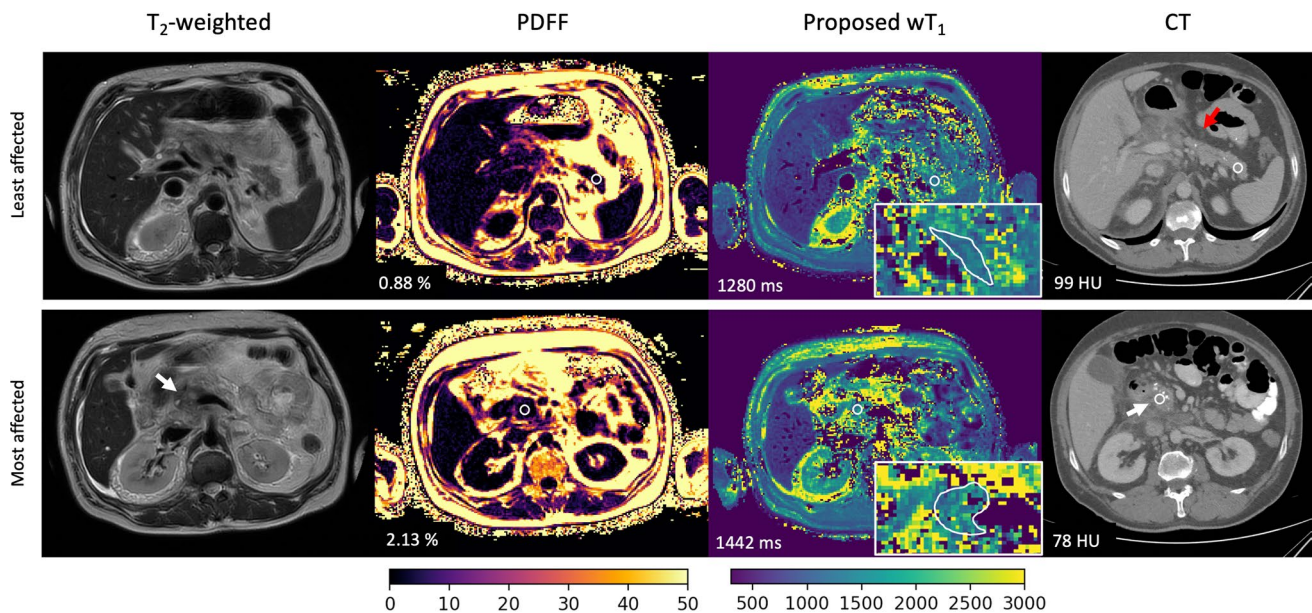 T₂-weighted
PDFF
Proposed wT₁
CT
Least affected
0.88 %
1280 ms
99 HU
Most affected
2.13 %
1442 ms
78 HU
0 10 20 30 40 50
500 1000 1500 2000 2500 3000